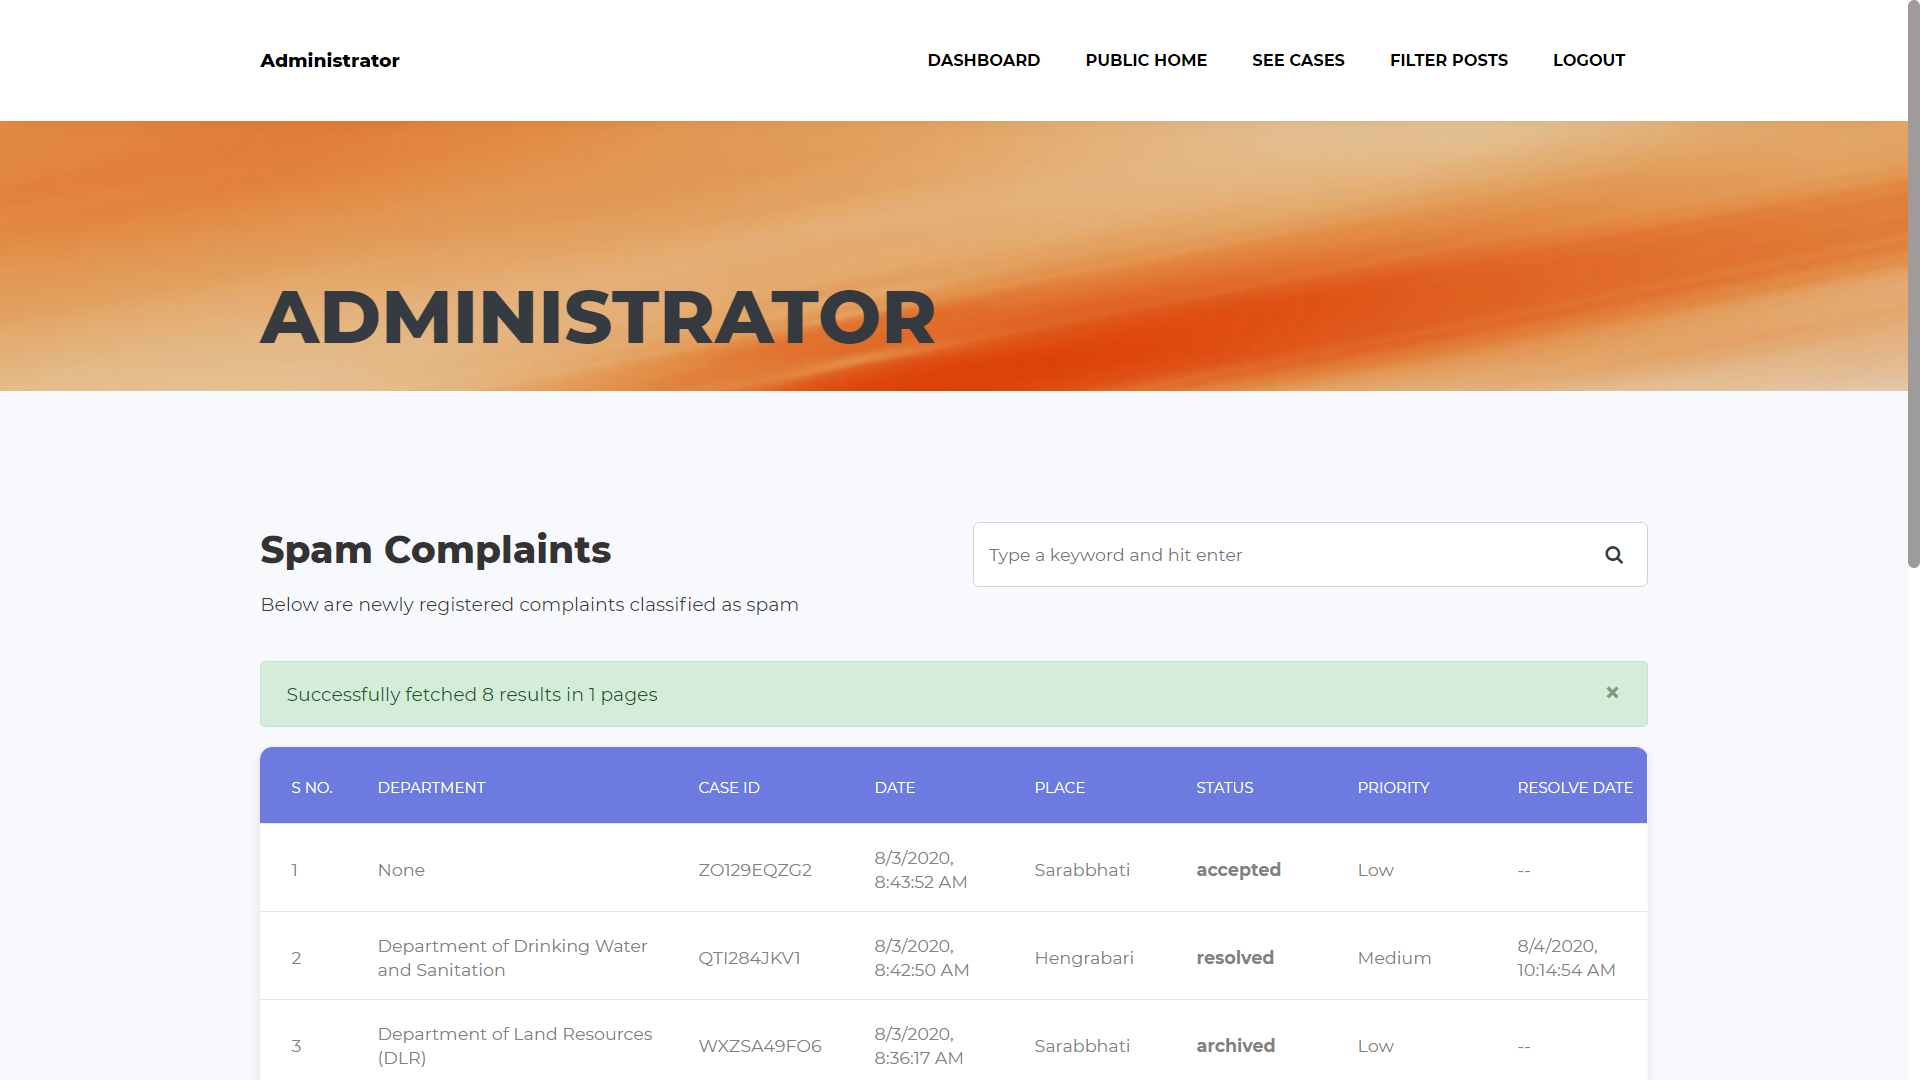 Administrator
DASHBOARD PUBLIC HOME SEE CASES FILTER POSTS LOGOUT
ADMINISTRATOR
Spam Complaints
Type a keyword and hit enter
Below are newly registered complaints classified as spam
Successfully fetched 8 results in 1 pages ×
S NO. DEPARTMENT CASE ID DATE PLACE STATUS PRIORITY RESOLVE DATE
1 None ZO129EQZG2 8/3/2020, 8:43:52 AM Sarabbhati accepted Low --
2 Department of Drinking Water and Sanitation QTI284JKV1 8/3/2020, 8:42:50 AM Hengrabari resolved Medium 8/4/2020, 10:14:54 AM
3 Department of Land Resources (DLR) WXZSA49FO6 8/3/2020, 8:36:17 AM Sarabbhati archived Low --